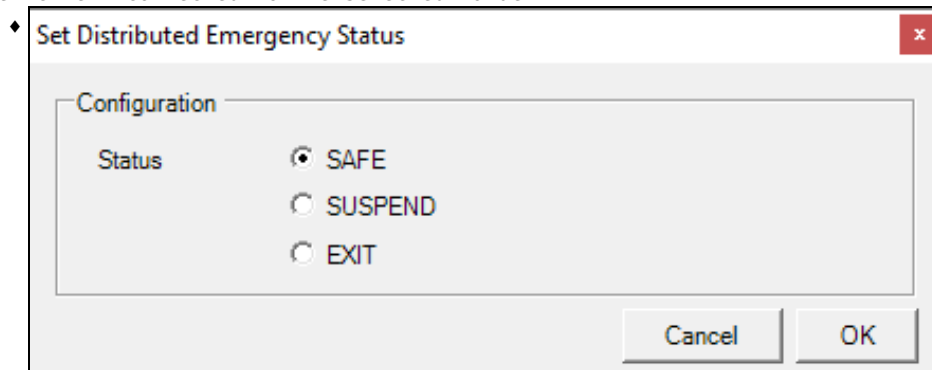 Set Distributed Emergency Status
x
Configuration
Status SAFE
SUSPEND
EXIT
Cancel OK